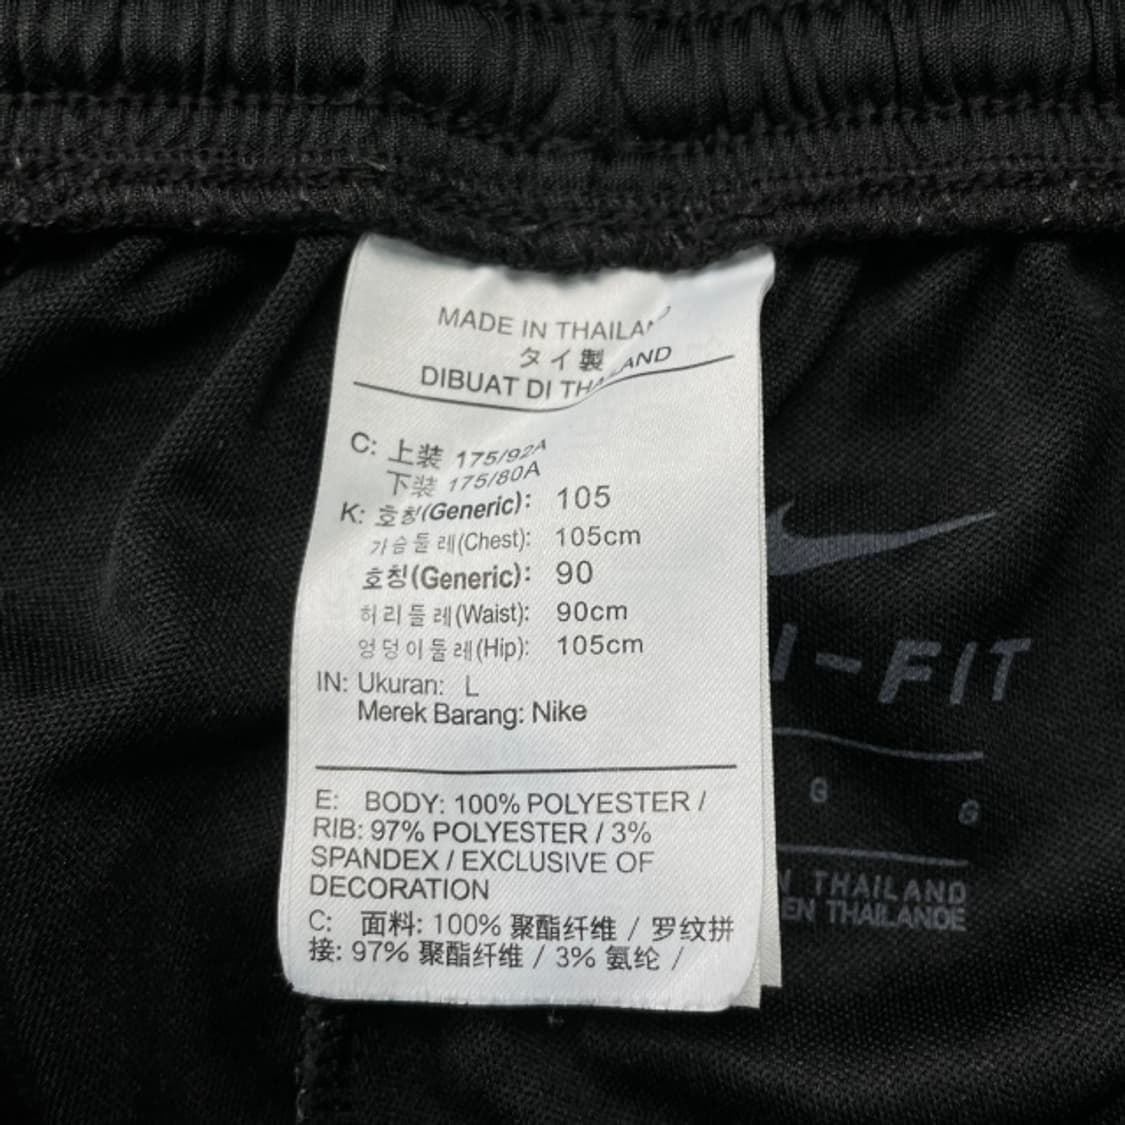 MADE IN THAILAND
タイ製
DIBUAT DI THAILAND
C: 上装 175/92A
下装 175/80A
K: 호칭(Generic): 105
가슴둘레(Chest): 105cm
호칭(Generic): 90
허리둘레(Waist): 90cm
엉덩이둘레(Hip): 105cm
IN: Ukuran: L
Merek Barang: Nike
E: BODY: 100% POLYESTER /
RIB: 97% POLYESTER / 3%
SPANDEX / EXCLUSIVE OF
DECORATION
C: 面料: 100% 聚酯纤维 / 罗纹拼
接: 97% 聚酯纤维 / 3% 氨纶 /
I-FIT
G G
N THAILAND
EN THAILANDE